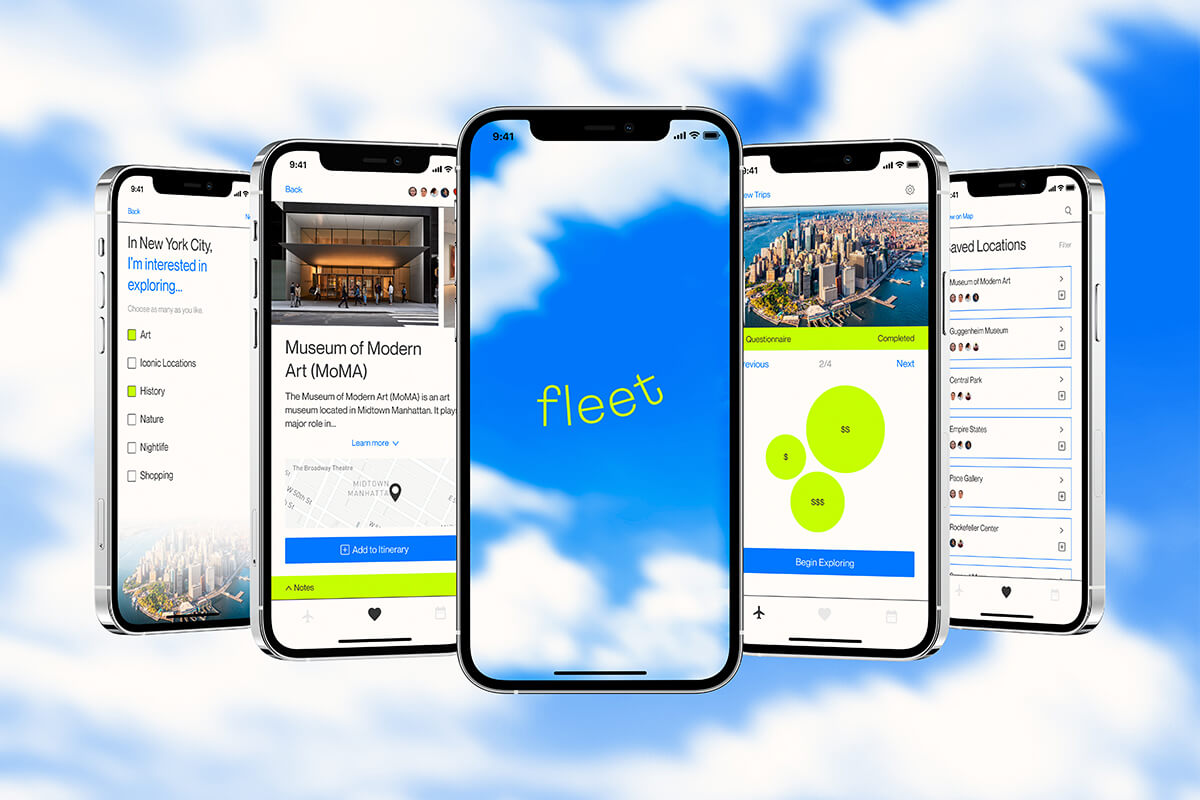 9:41
Back
In New York City,
I'm interested in
exploring...
Choose as many as you like.
Art
Iconic Locations
History
Nature
Nightlife
Shopping
9:41
Back
Museum of Modern
Art (MoMA)
The Museum of Modern Art (MoMA) is an art
museum located in Midtown Manhattan. It plays
major role in...
Learn more
The Broadway Theatre
MIDTOWN
MANHATTA
W 50th St
W 47th St
Add to Itinerary
Notes
9:41
fleet
9:41
ew Trips
Questionnaire Completed
revious 2/4 Next
$$
$
$$$
Begin Exploring
9:41
w on Map
aved Locations Filter
Museum of Modern Art
Guggenheim Museum
Central Park
Empire States
Pace Gallery
Rockefeller Center